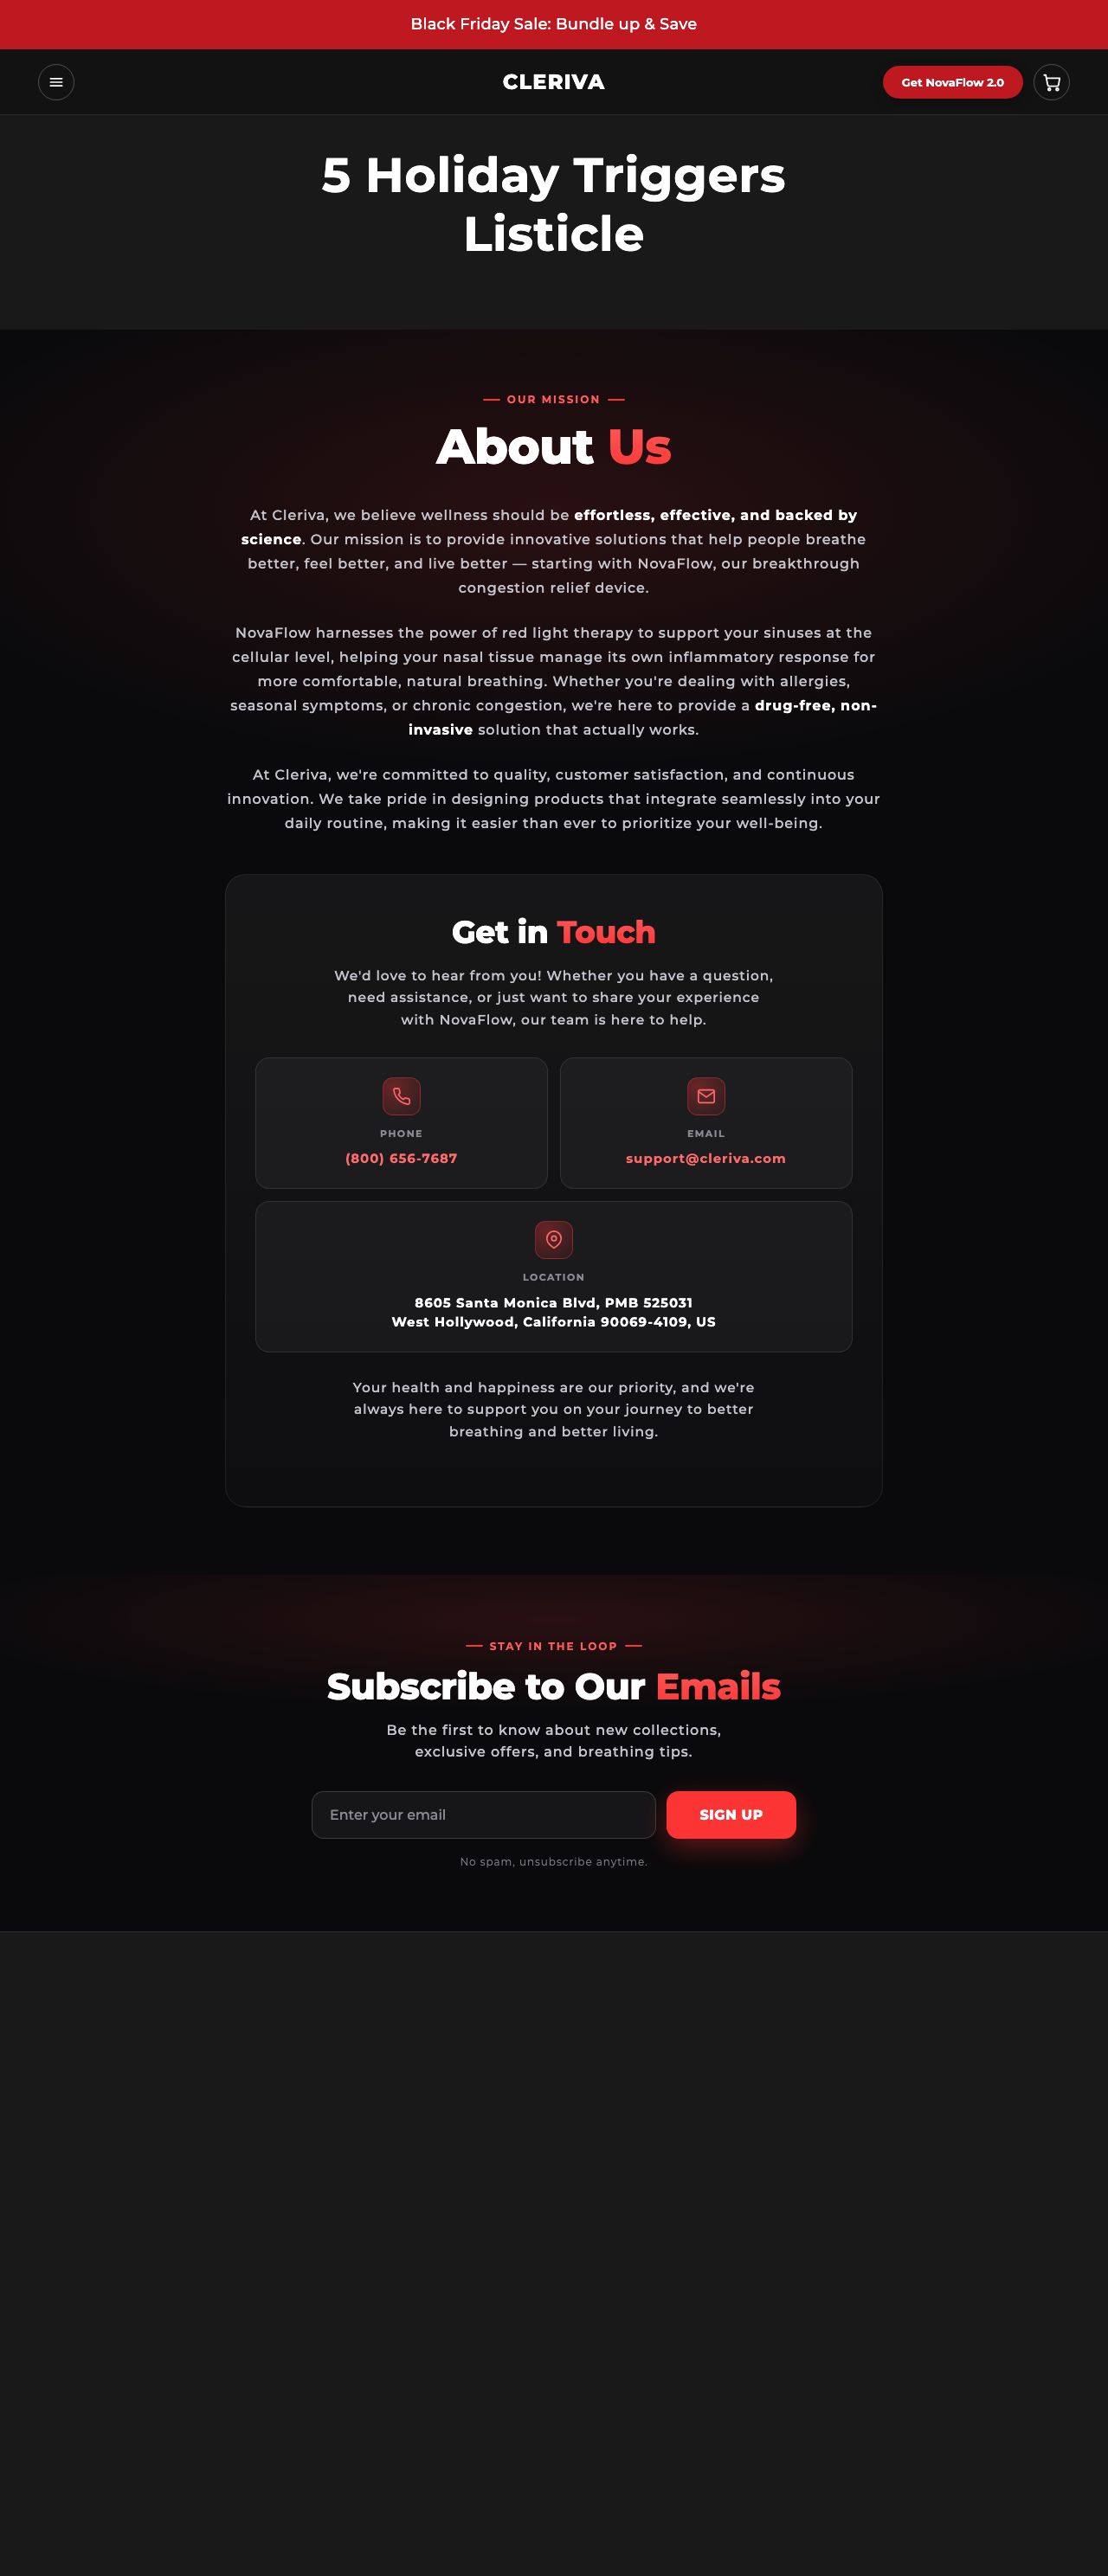 Black Friday Sale: Bundle up & Save
CLERIVA
Get NovaFlow 2.0
5 Holiday Triggers
Listicle
OUR MISSION
About Us
At Cleriva, we believe wellness should be effortless, effective, and backed by
science. Our mission is to provide innovative solutions that help people breathe
better, feel better, and live better — starting with NovaFlow, our breakthrough
congestion relief device.
NovaFlow harnesses the power of red light therapy to support your sinuses at the
cellular level, helping your nasal tissue manage its own inflammatory response for
more comfortable, natural breathing. Whether you're dealing with allergies,
seasonal symptoms, or chronic congestion, we're here to provide a drug-free, non-
invasive solution that actually works.
At Cleriva, we're committed to quality, customer satisfaction, and continuous
innovation. We take pride in designing products that integrate seamlessly into your
daily routine, making it easier than ever to prioritize your well-being.
Get in Touch
We'd love to hear from you! Whether you have a question,
need assistance, or just want to share your experience
with NovaFlow, our team is here to help.
PHONE
(800) 656-7687
EMAIL
support@cleriva.com
LOCATION
8605 Santa Monica Blvd, PMB 525031
West Hollywood, California 90069-4109, US
Your health and happiness are our priority, and we're
always here to support you on your journey to better
breathing and better living.
STAY IN THE LOOP
Subscribe to Our Emails
Be the first to know about new collections,
exclusive offers, and breathing tips.
Enter your email
SIGN UP
No spam, unsubscribe anytime.